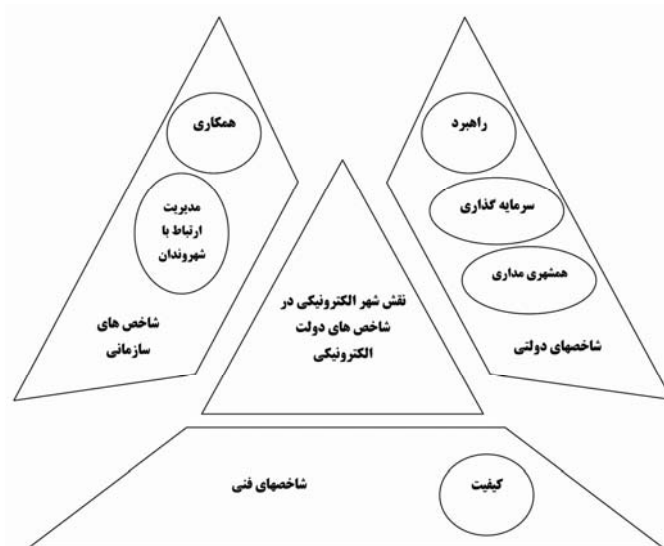 راهبرد
سرمایه گذاری
همشهری مداری
شاخصهای دولتی
همکاری
مدیریت
ارتباط با
شهروندان
شاخص های
سازمانی
نقش شهر الکترونیکی در
شاخص های دولت
الکترونیکی
کیفیت
شاخصهای فنی